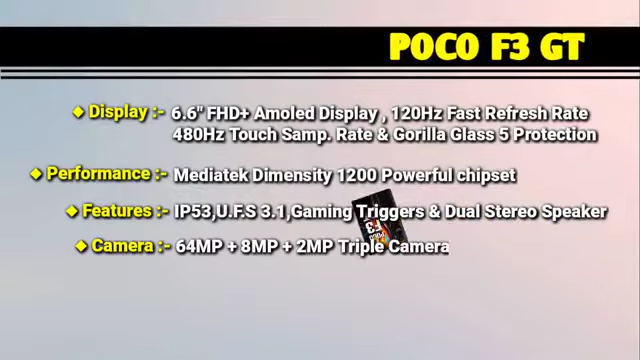 POCO F3 GT
◆ Display :- 6.6" FHD+ Amoled Display , 120Hz Fast Refresh Rate
480Hz Touch Samp. Rate & Gorilla Glass 5 Protection
◆ Performance :- Mediatek Dimensity 1200 Powerful chipset
◆ Features :- IP53,U.F.S 3.1,Gaming Triggers & Dual Stereo Speaker
◆ Camera :- 64MP + 8MP + 2MP Triple Camera